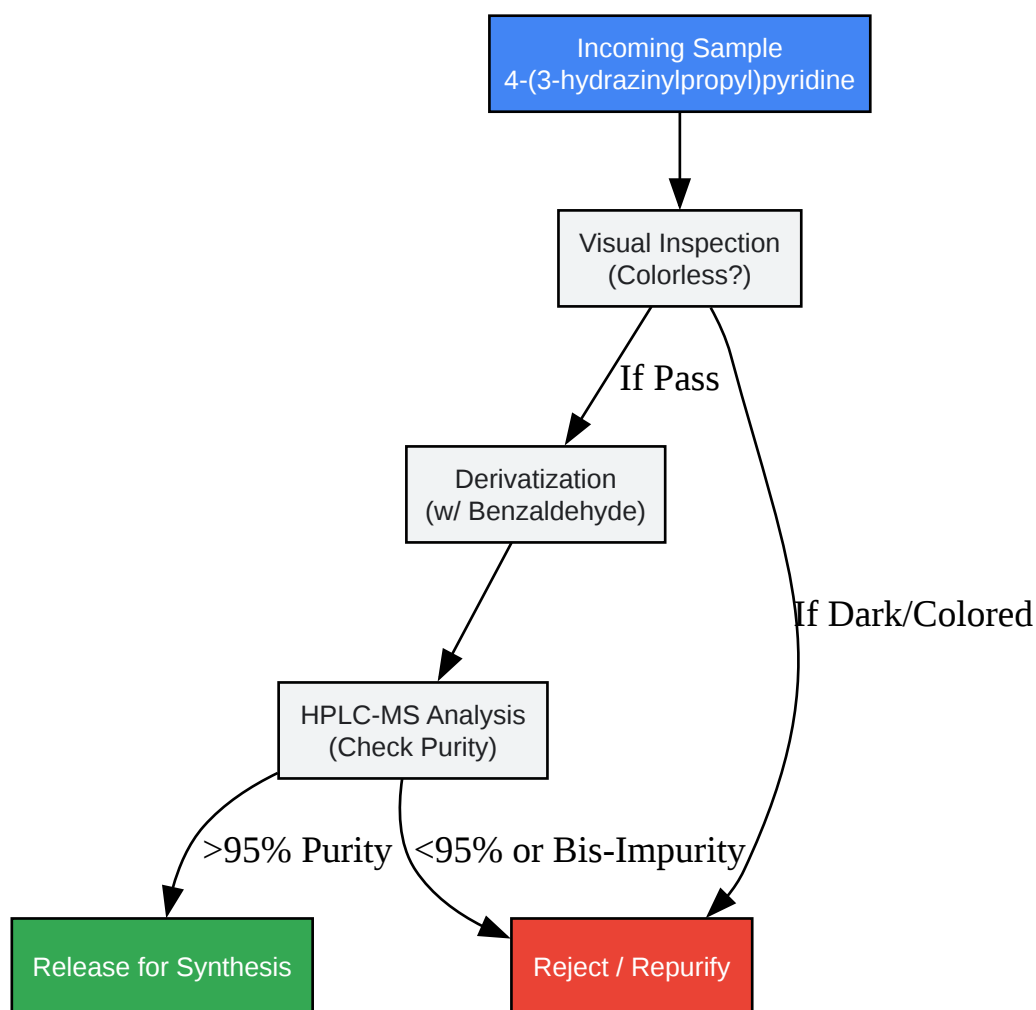 Incoming Sample
4-(3-hydrazinylpropyl)pyridine
Visual Inspection
(Colorless?)
If Pass
Derivatization
(w/ Benzaldehyde)
If Dark/Colored
HPLC-MS Analysis
(Check Purity)
>95% Purity
<95% or Bis-Impurity
Release for Synthesis
Reject / Repurify